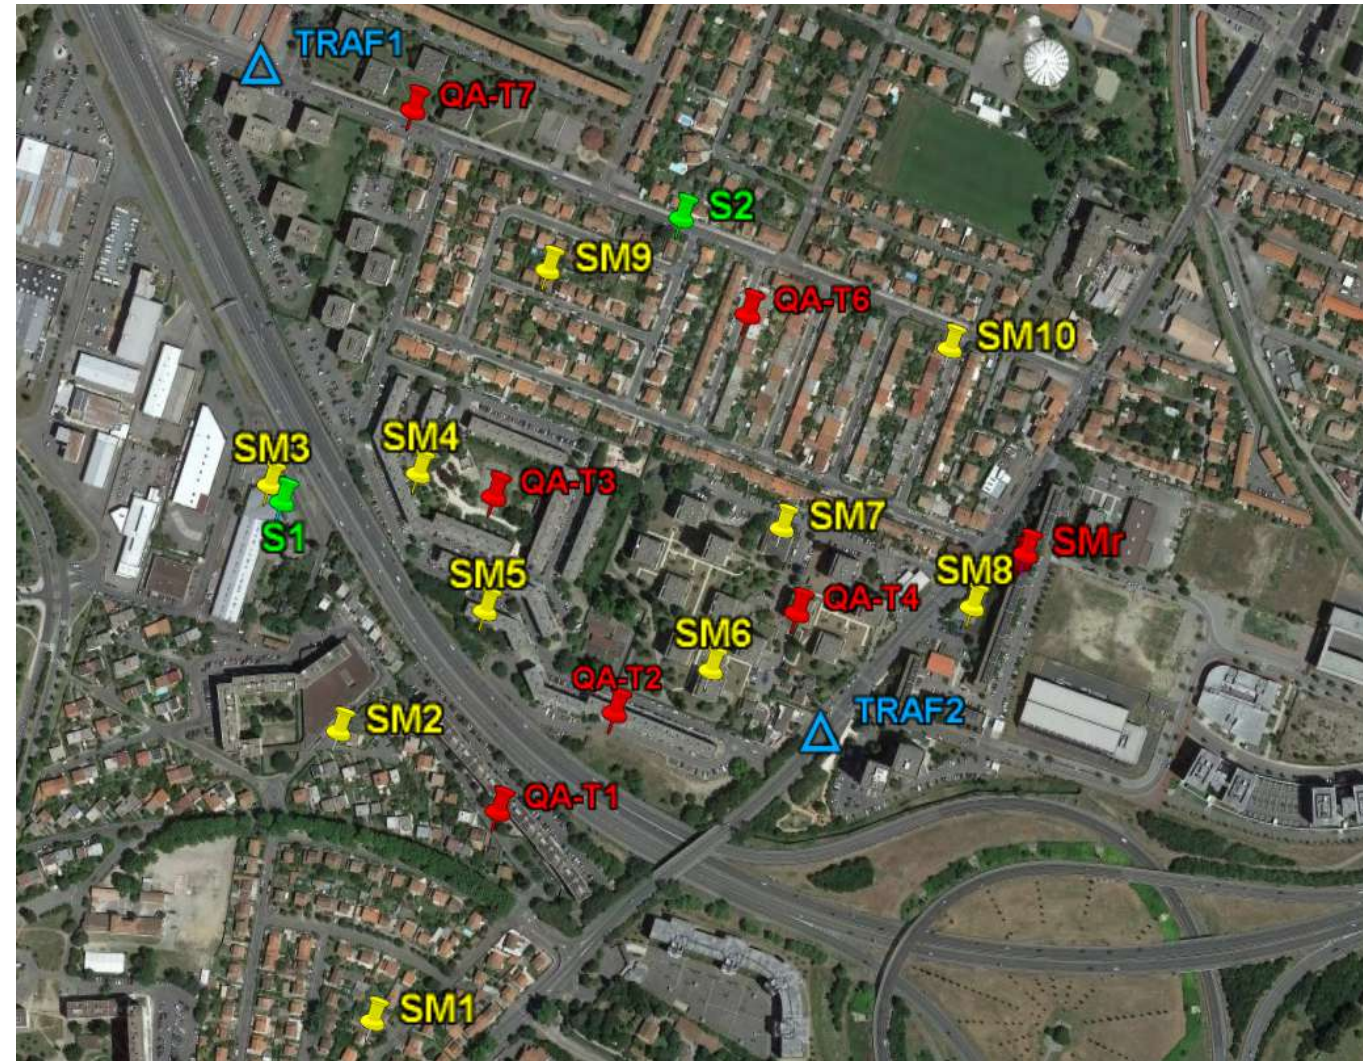 TRAF1
QA-T7
S2
SM9
QA-T6
SM10
SM4
SM3
QA-T3
S1
SM7
SMr
SM5
SM8
QA-T4
SM6
QA-T2
SM2
TRAF2
QA-T1
SM1